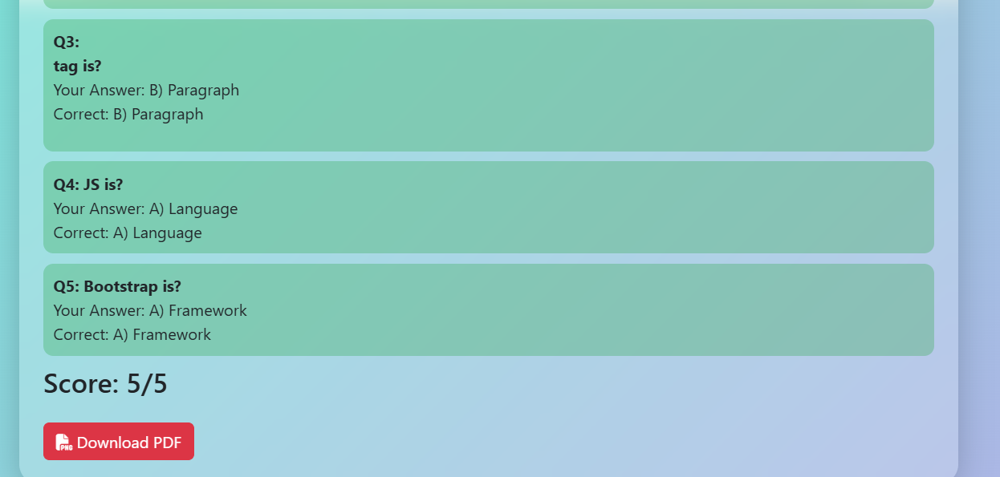 Q3:
tag is?
Your Answer: B) Paragraph
Correct: B) Paragraph
Q4: JS is?
Your Answer: A) Language
Correct: A) Language
Q5: Bootstrap is?
Your Answer: A) Framework
Correct: A) Framework
Score: 5/5
PNG Download PDF